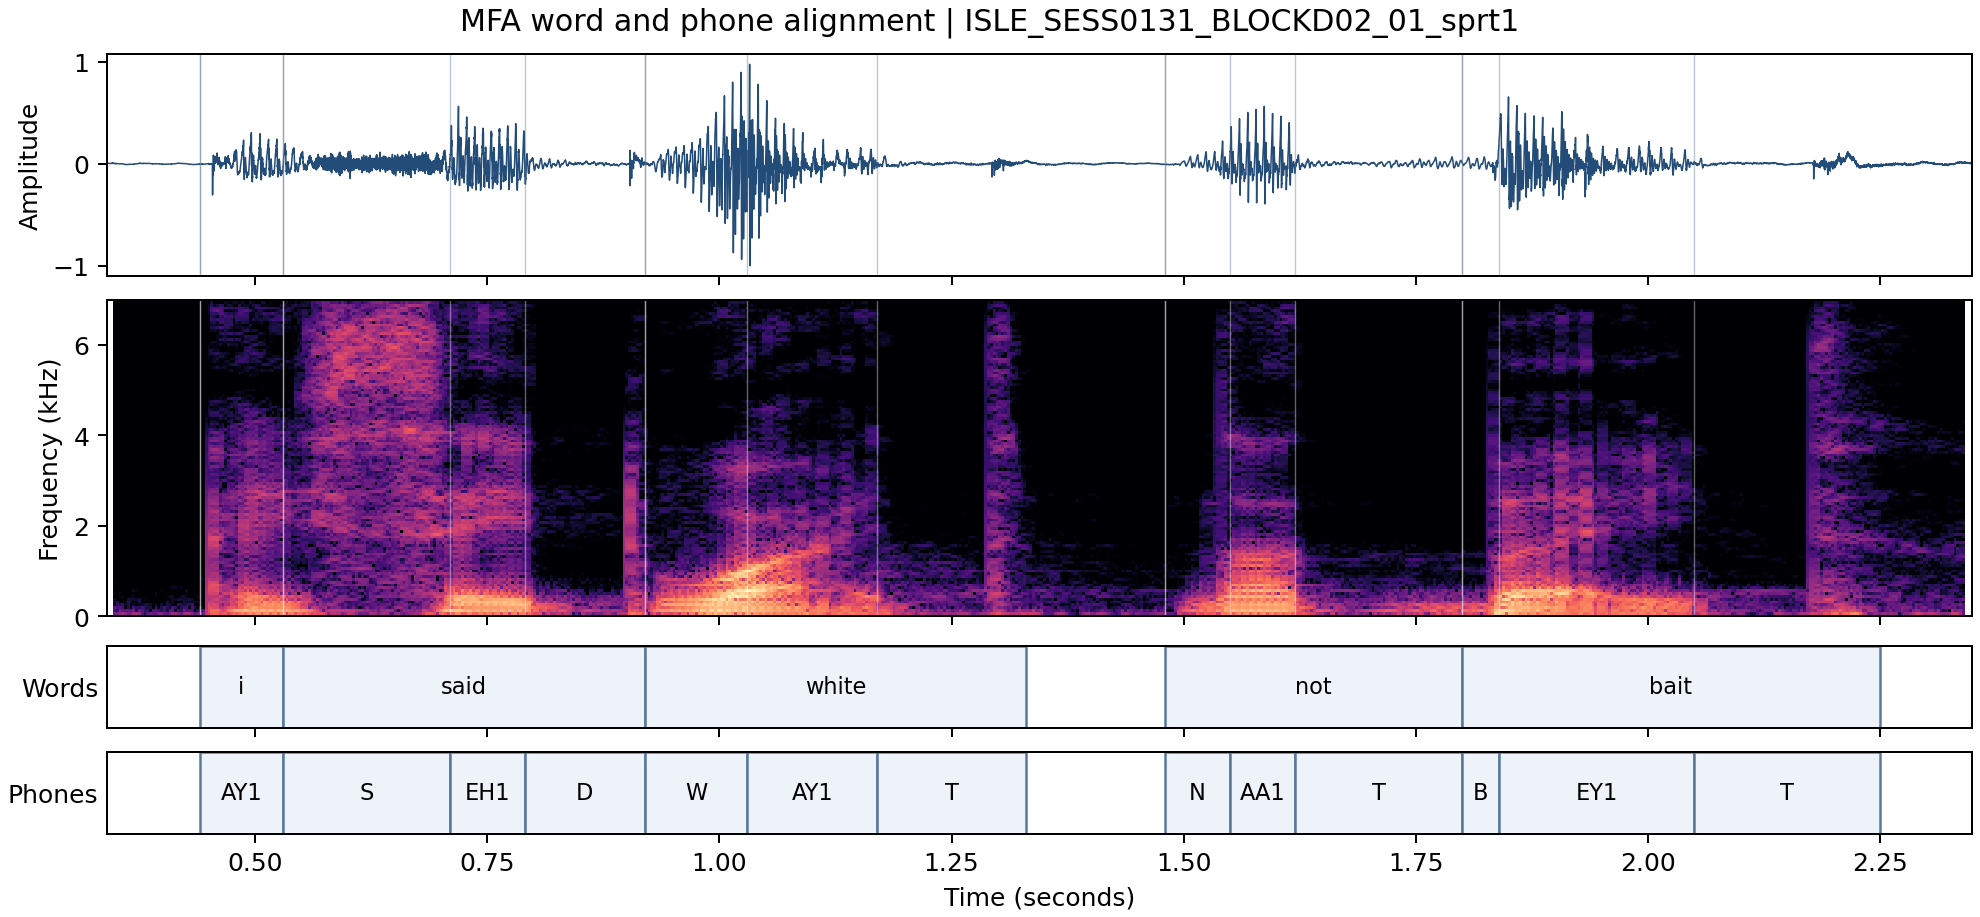 MFA word and phone alignment | ISLE_SESS0131_BLOCKD02_01_sprt1
Amplitude
1
0
−1
Frequency (kHz)
6
4
2
0
Words
i said white not bait
Phones
AY1 S EH1 D W AY1 T N AA1 T B EY1 T
0.50 0.75 1.00 1.25 1.50 1.75 2.00 2.25
Time (seconds)